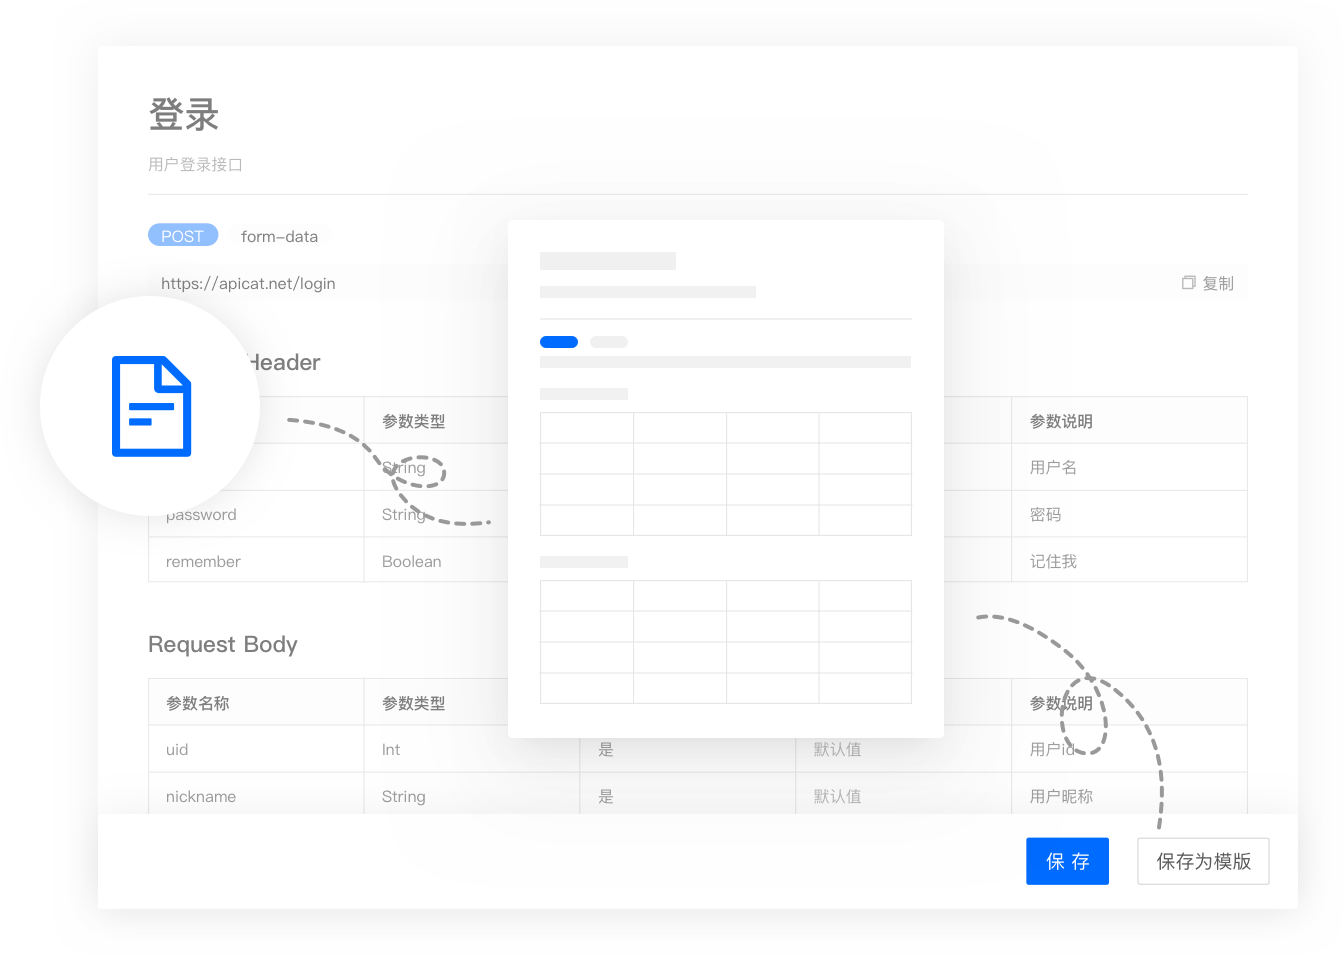 登录
用户登录接口
POST form-data
https://apicat.net/login 复制
Header
参数类型 参数说明
String 用户名
password String 密码
remember Boolean 记住我
Request Body
参数名称 参数类型 参数说明
uid Int 是 默认值 用户id
nickname String 是 默认值 用户昵称
保存 保存为模版